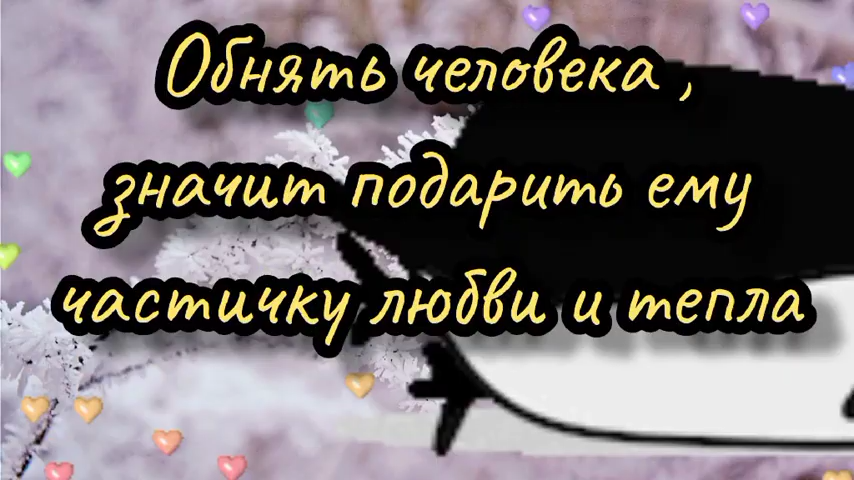 Обнять человека ,
значит подарить ему
частичку любви и тепла